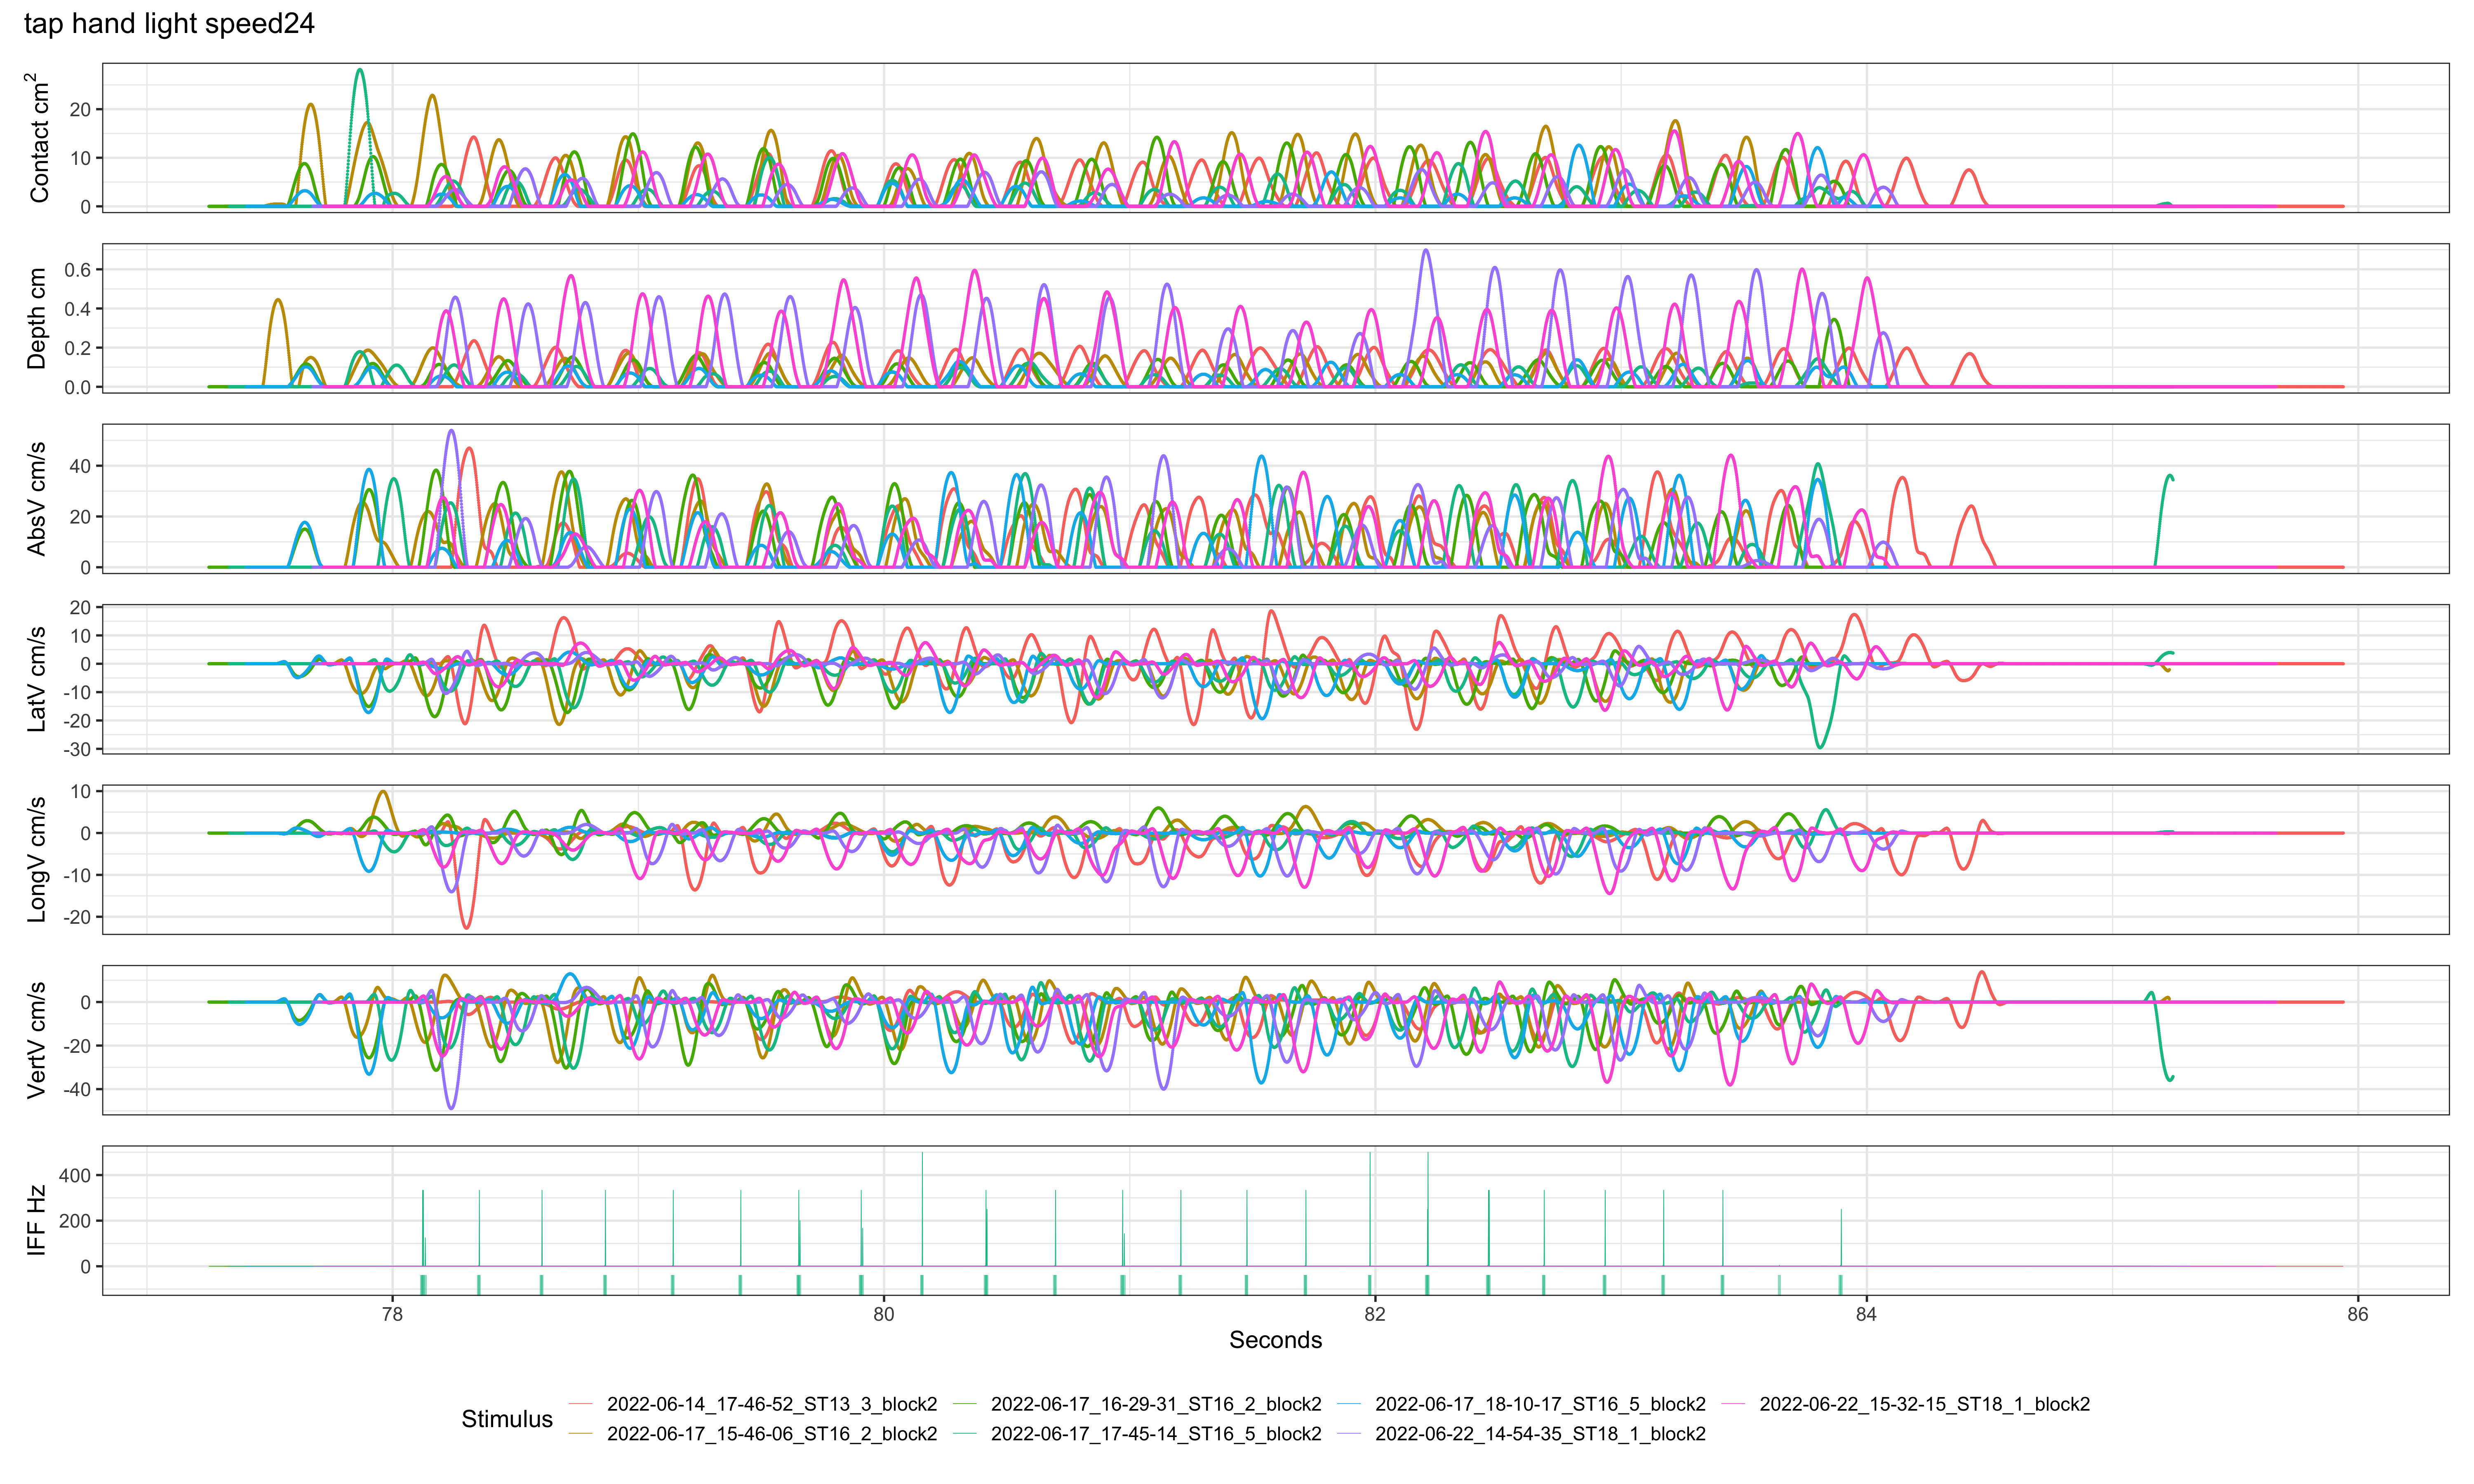 tap hand light speed24
Contact cm²
20
10
0
Depth cm
0.6
0.4
0.2
0.0
AbsV cm/s
40
20
0
LatV cm/s
20
10
0
-10
-20
-30
LongV cm/s
10
0
-10
-20
VertV cm/s
0
-20
-40
IFF Hz
400
200
0
78 80 82 84 86
Seconds
Stimulus
2022-06-14_17-46-52_ST13_3_block2 2022-06-17_16-29-31_ST16_2_block2 2022-06-17_18-10-17_ST16_5_block2 2022-06-22_15-32-15_ST18_1_block2
2022-06-17_15-46-06_ST16_2_block2 2022-06-17_17-45-14_ST16_5_block2 2022-06-22_14-54-35_ST18_1_block2